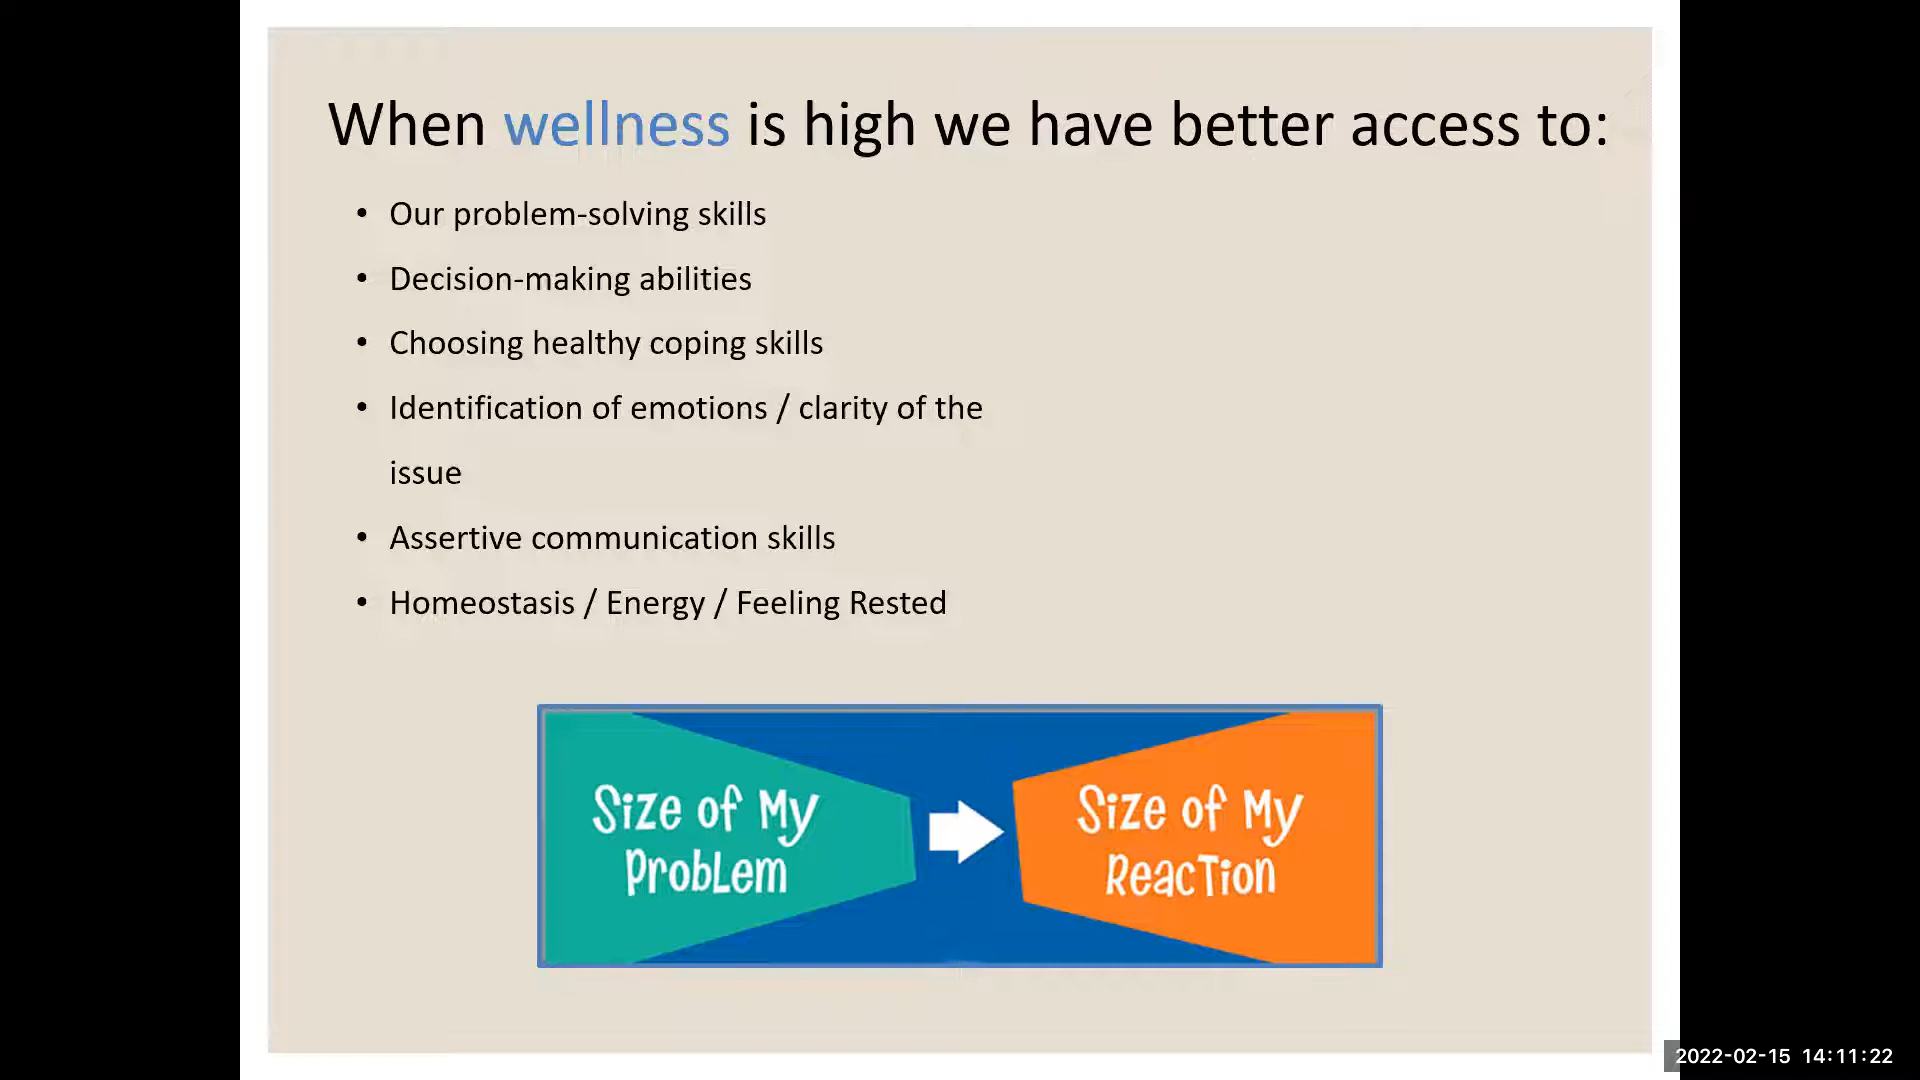 When wellness is high we have better access to:
• Our problem-solving skills
• Decision-making abilities
• Choosing healthy coping skills
• Identification of emotions / clarity of the
issue
• Assertive communication skills
• Homeostasis / Energy / Feeling Rested
Size of My
Problem
Size of My
Reaction
2022-02-15 14:11:22